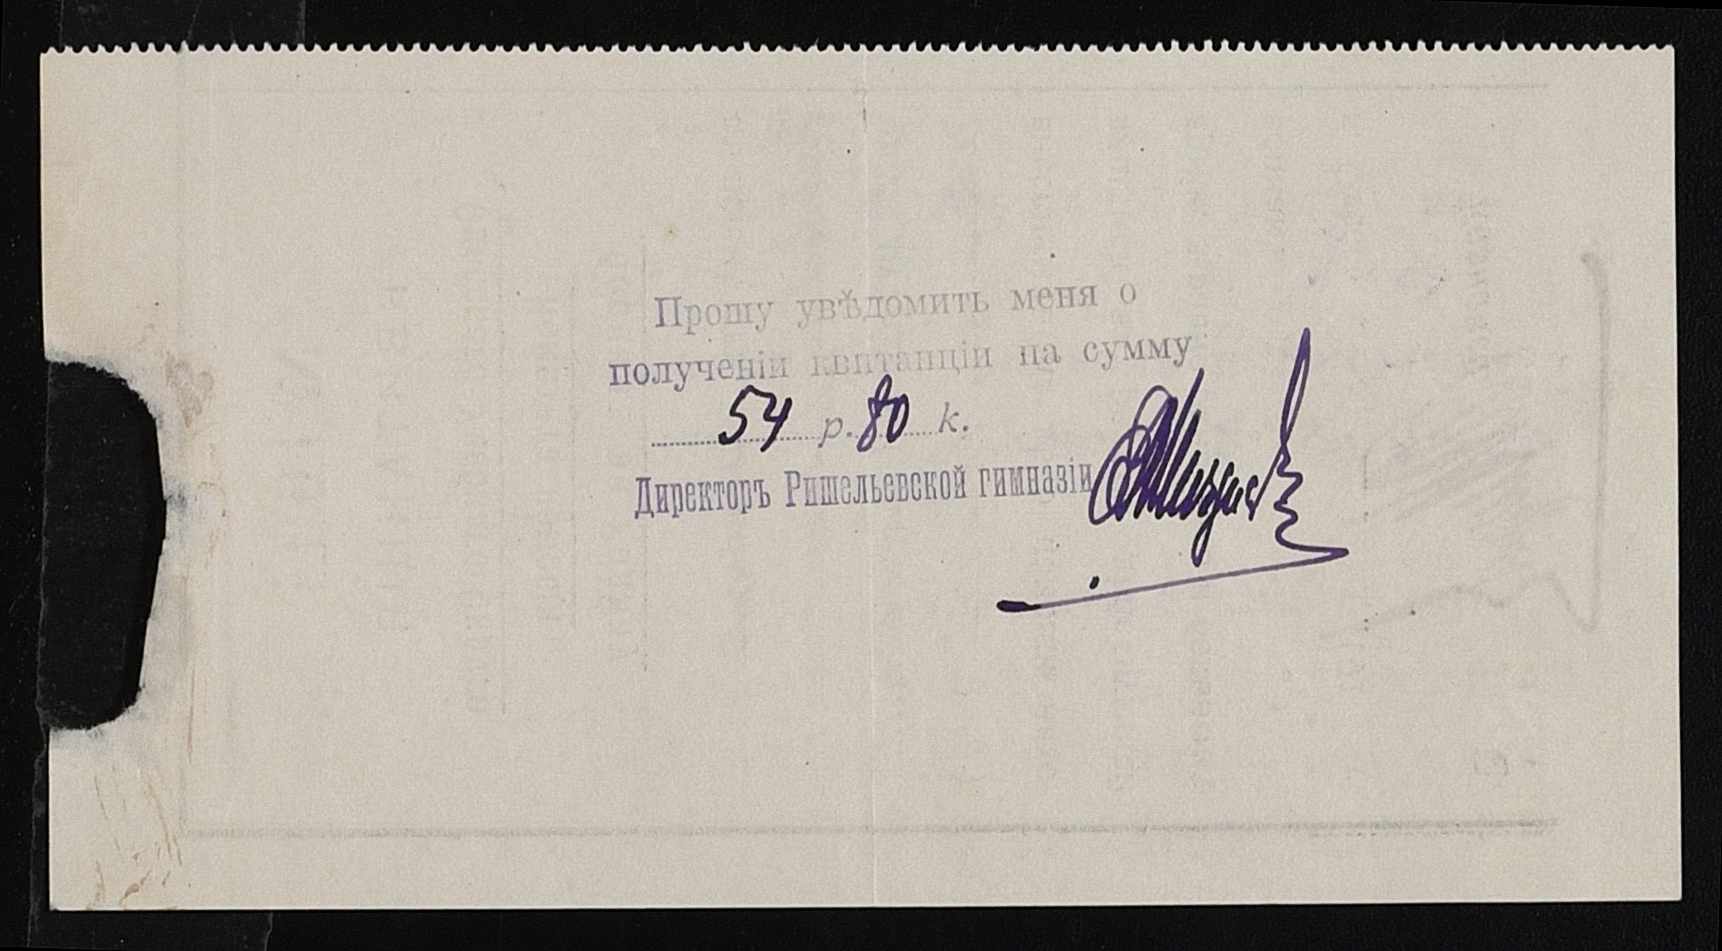 Прошу увѣдомить меня о
полученіи квитанціи на сумму
54 р. 80 к.
Директоръ Ришельевской гимназіи